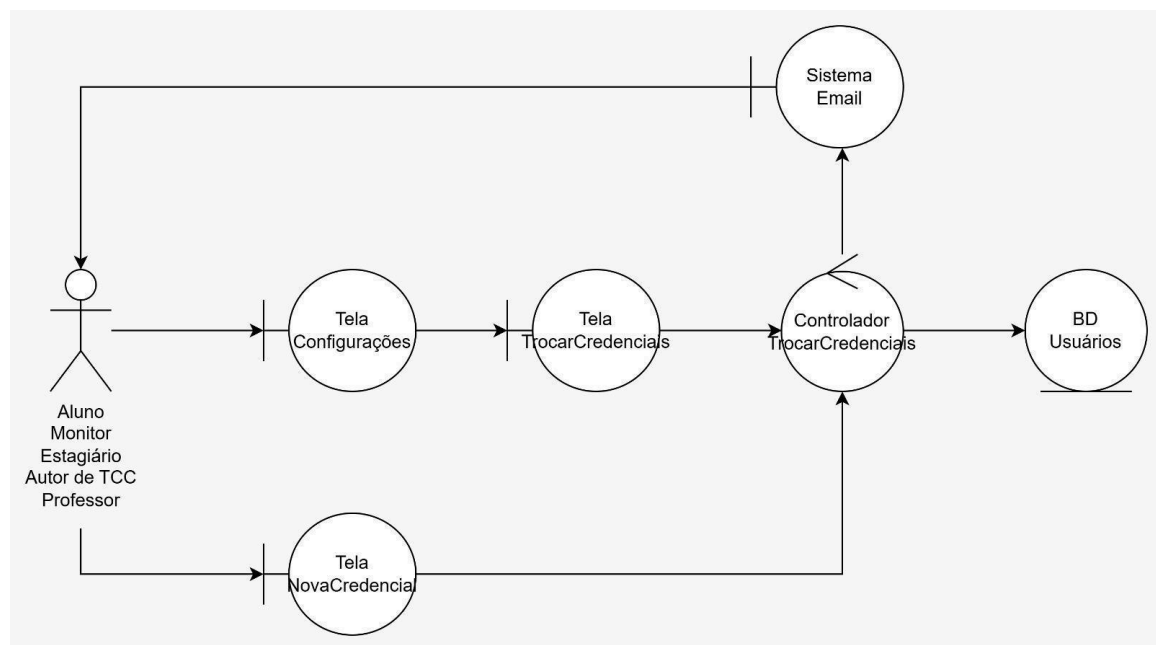 Sistema
Email
Tela
Configurações
Tela
TrocarCredenciais
Controlador
TrocarCredenciais
BD
Usuários
Aluno
Monitor
Estagiário
Autor de TCC
Professor
Tela
NovaCredencial